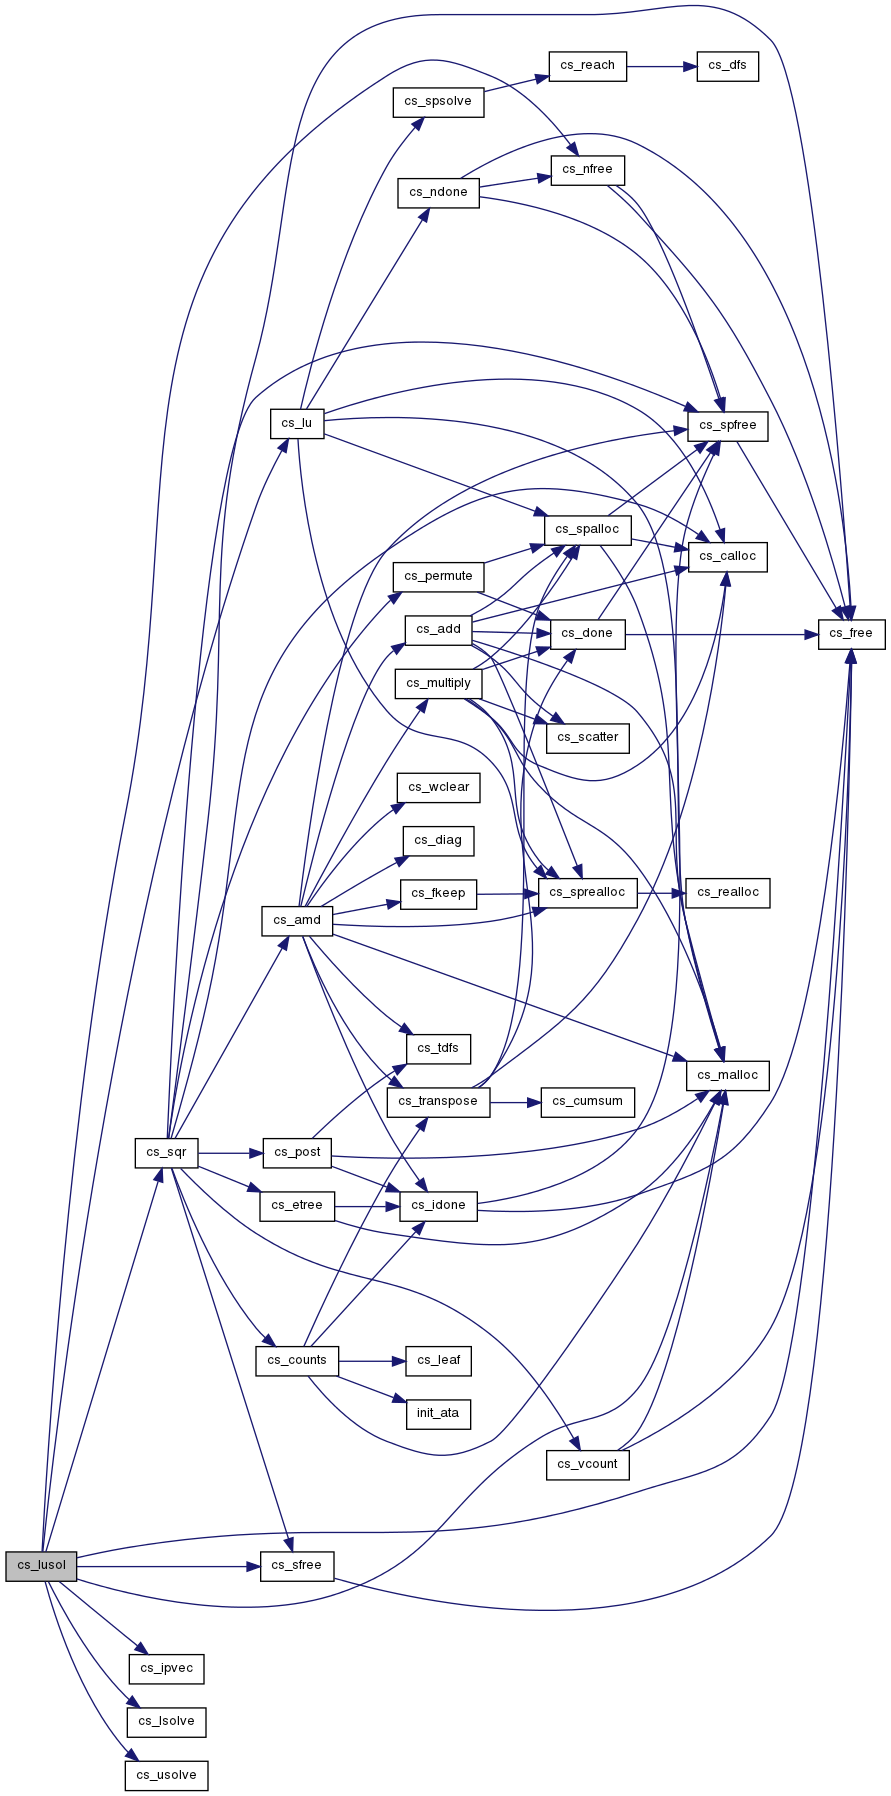 cs_reach
cs_dfs
cs_spsolve
cs_nfree
cs_ndone
cs_lu
cs_spfree
cs_spalloc
cs_calloc
cs_permute
cs_add
cs_done
cs_free
cs_multiply
cs_scatter
cs_wclear
cs_diag
cs_fkeep
cs_sprealloc
cs_realloc
cs_amd
cs_tdfs
cs_malloc
cs_transpose
cs_cumsum
cs_sqr
cs_post
cs_etree
cs_idone
cs_counts
cs_leaf
init_ata
cs_vcount
cs_lusol
cs_sfree
cs_ipvec
cs_lsolve
cs_usolve